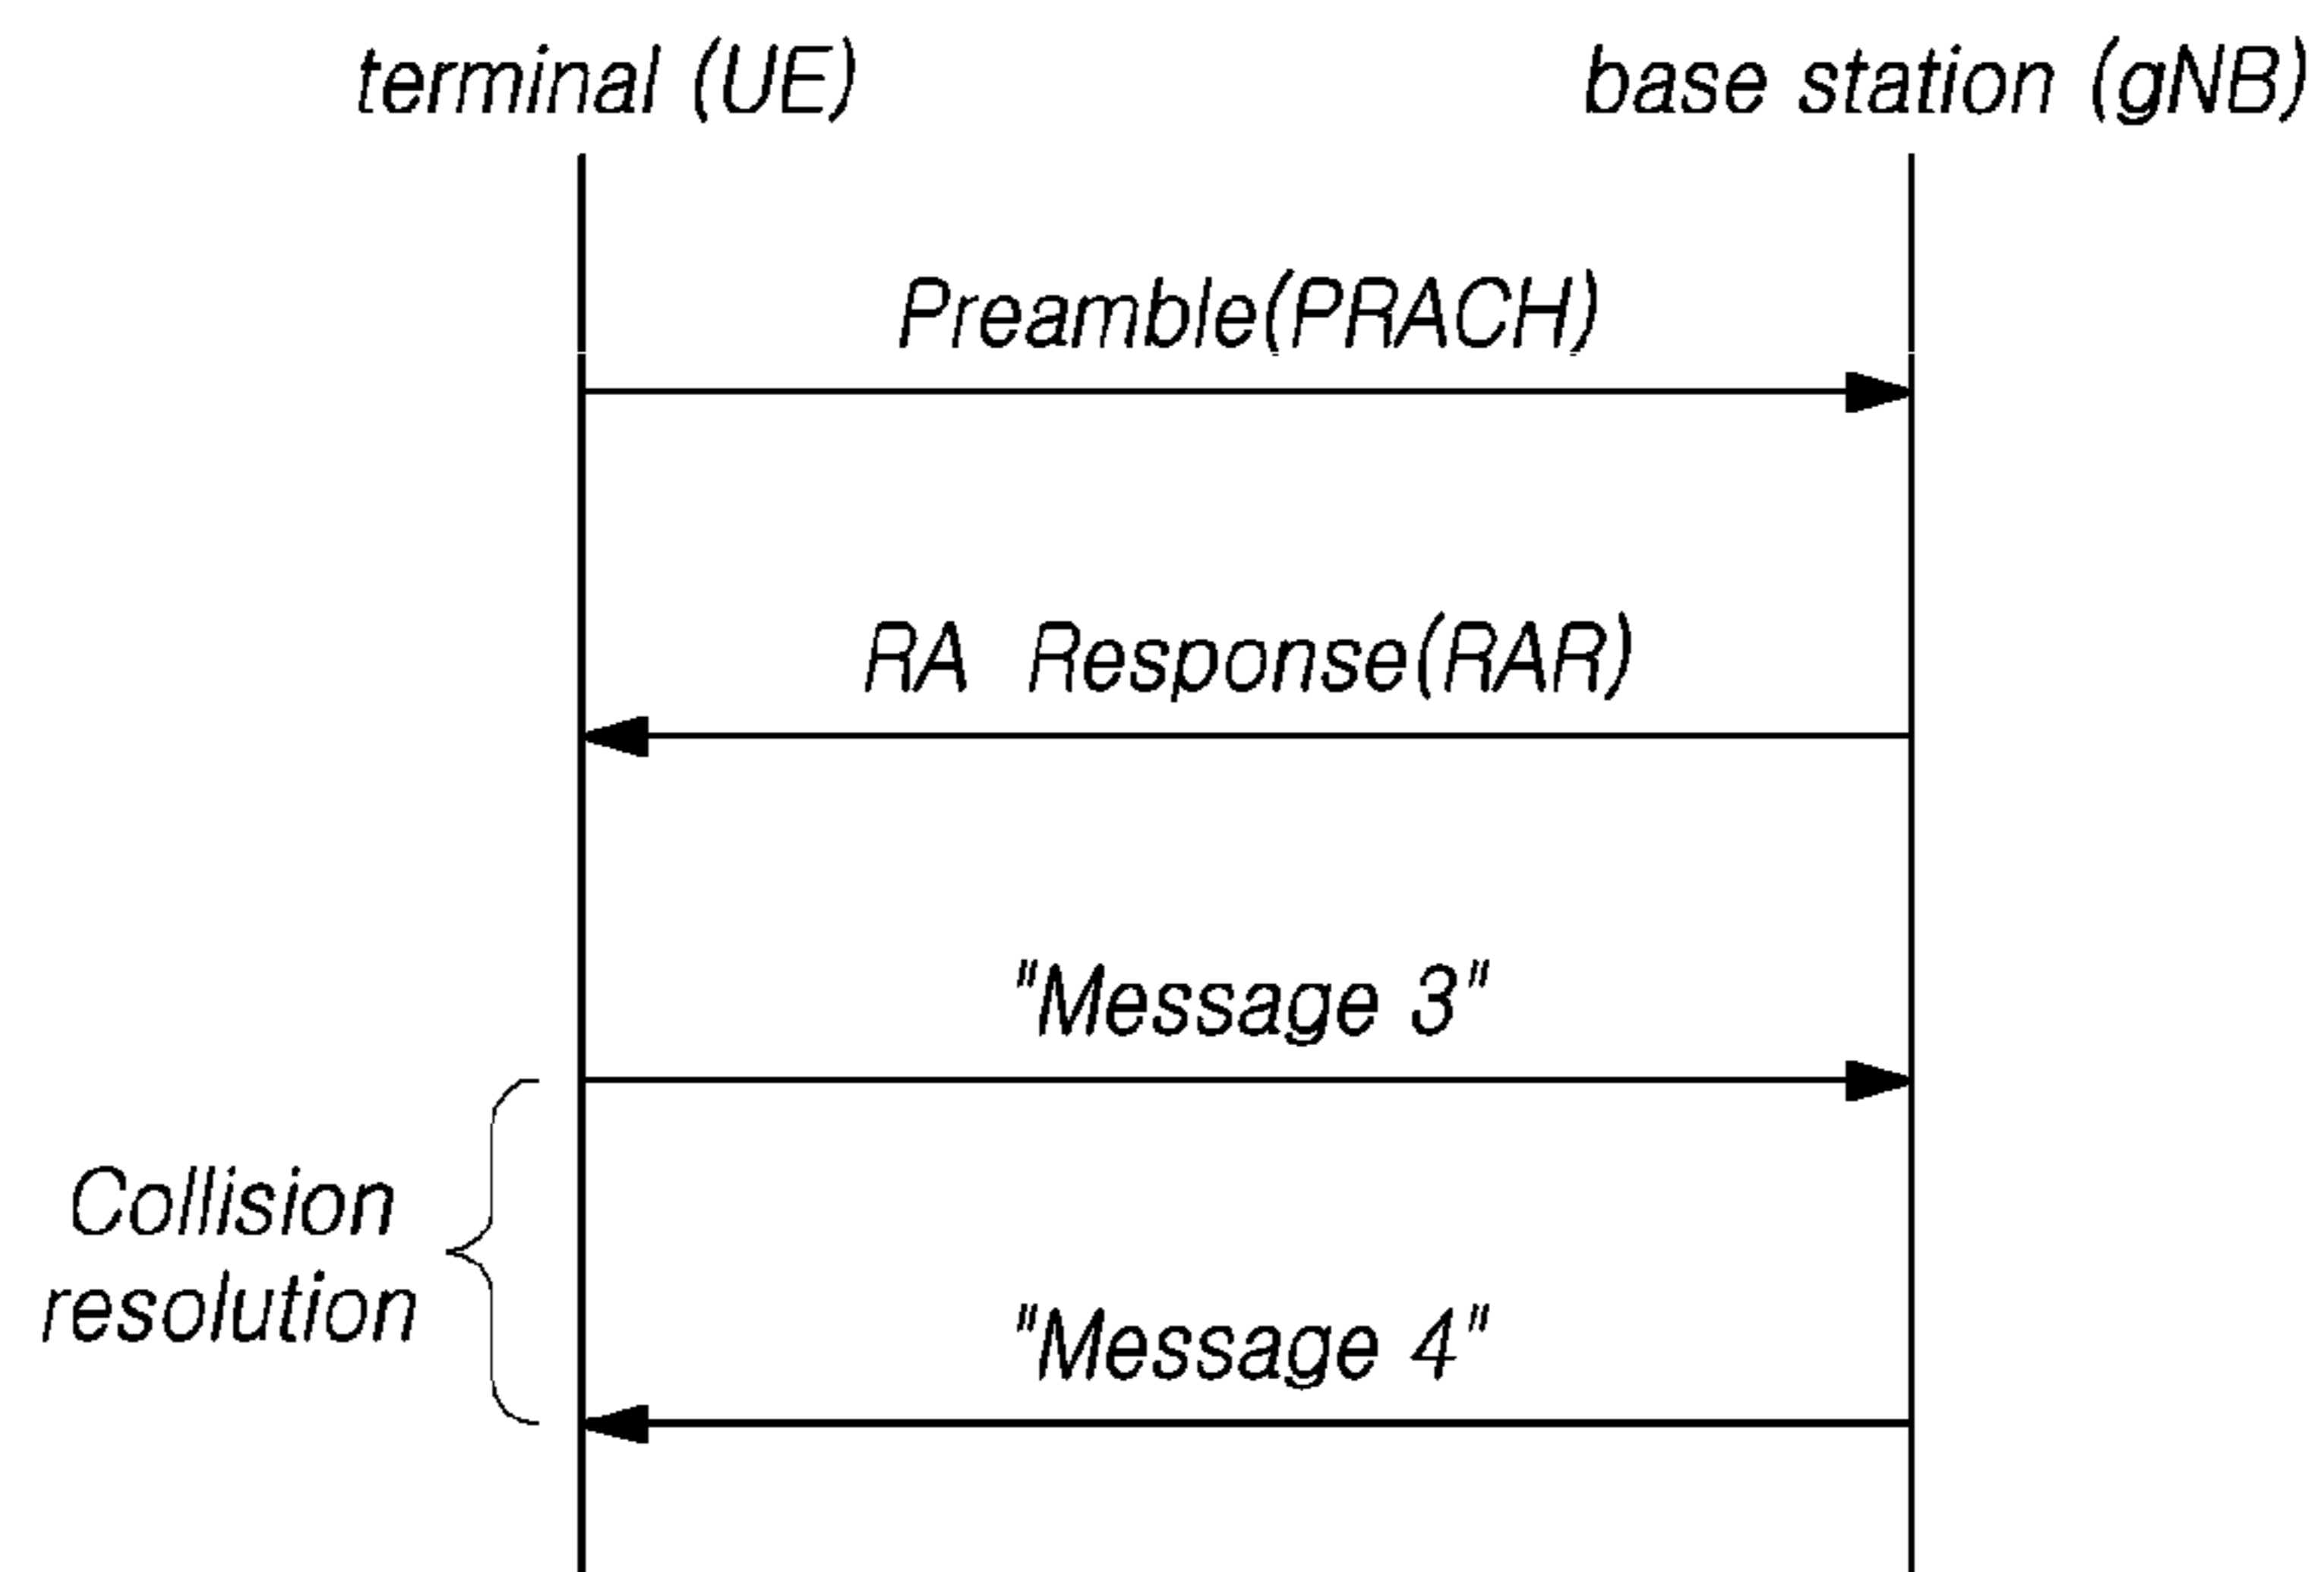 terminal (UE)
base station (gNB)
Preamble(PRACH)
RA Response(RAR)
"Message 3"
Collision
resolution
"Message 4"